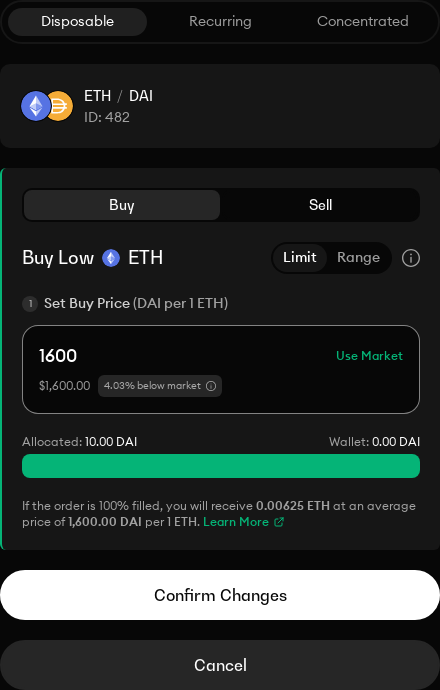 Disposable Recurring Concentrated
ETH / DAI
ID: 482
Buy Sell
Buy Low ETH Limit Range
1 Set Buy Price (DAI per 1 ETH)
1600 Use Market
$1,600.00 4.03% below market
Allocated: 10.00 DAI Wallet: 0.00 DAI
If the order is 100% filled, you will receive 0.00625 ETH at an average
price of 1,600.00 DAI per 1 ETH. Learn More
Confirm Changes
Cancel